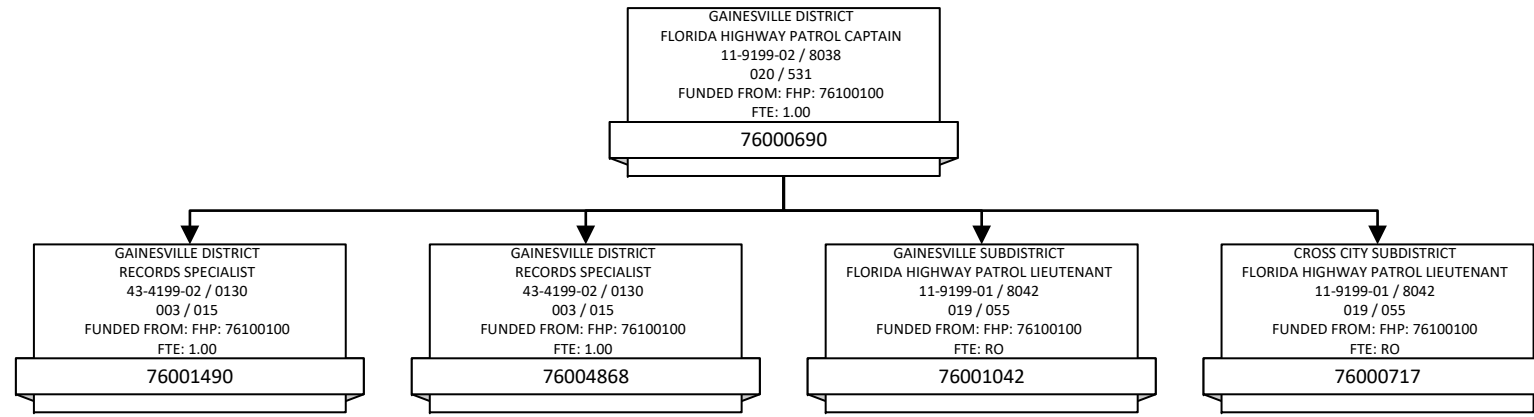 GAINESVILLE DISTRICT
FLORIDA HIGHWAY PATROL CAPTAIN
11-9199-02 / 8038
020 / 531
FUNDED FROM: FHP: 76100100
FTE: 1.00
76000690
GAINESVILLE DISTRICT
RECORDS SPECIALIST
43-4199-02 / 0130
003 / 015
FUNDED FROM: FHP: 76100100
FTE: 1.00
76001490
GAINESVILLE DISTRICT
RECORDS SPECIALIST
43-4199-02 / 0130
003 / 015
FUNDED FROM: FHP: 76100100
FTE: 1.00
76004868
GAINESVILLE SUBDISTRICT
FLORIDA HIGHWAY PATROL LIEUTENANT
11-9199-01 / 8042
019 / 055
FUNDED FROM: FHP: 76100100
FTE: RO
76001042
CROSS CITY SUBDISTRICT
FLORIDA HIGHWAY PATROL LIEUTENANT
11-9199-01 / 8042
019 / 055
FUNDED FROM: FHP: 76100100
FTE: RO
76000717